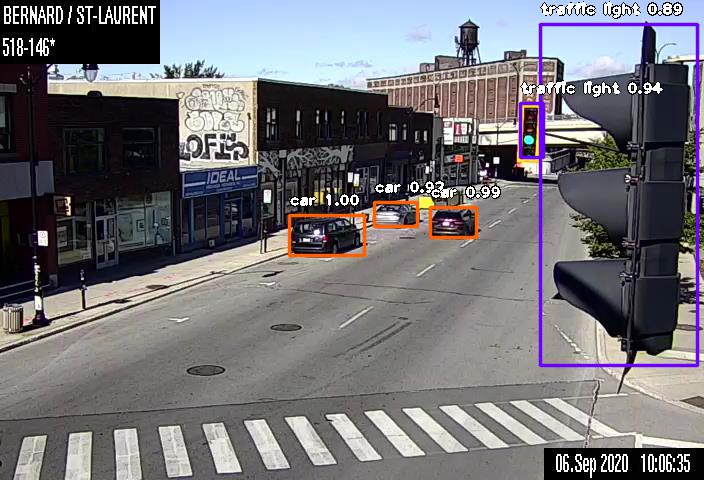 BERNARD / ST-LAURENT
518-146*
traffic light 0.89
traffic light 0.94
IDEAL
car 1.00
car 0.92
car 0.99
06.Sep 2020 10:06:35